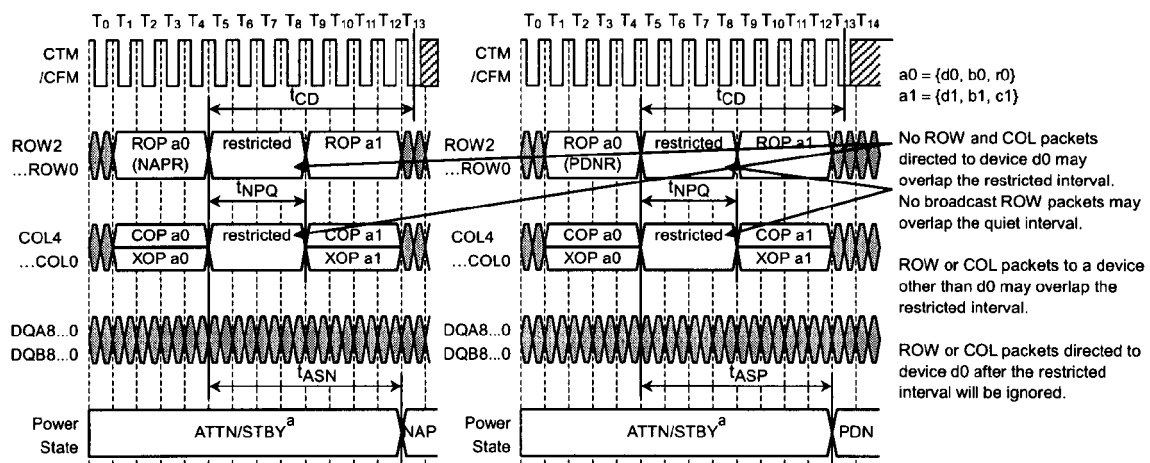 T0 T1 T2 T3 T4 T5 T6 T7 T8 T9 T10 T11 T12 T13
CTM
/CFM
tCD
ROW2
...ROW0
ROP a0
(NAPR)
restricted
ROP a1
tNPQ
COL4
...COL0
COP a0
XOP a0
restricted
COP a1
XOP a1
DQA8...0
DQB8...0
tASN
Power
State
ATTN/STBYa
NAP
T0 T1 T2 T3 T4 T5 T6 T7 T8 T9 T10 T11 T12 T13 T14
CTM
/CFM
tCD
ROW2
...ROW0
ROP a0
(PDNR)
restricted
ROP a1
tNPQ
COL4
...COL0
COP a0
XOP a0
restricted
COP a1
XOP a1
DQA8...0
DQB8...0
tASP
Power
State
ATTN/STBYa
PDN
a0 = {d0, b0, r0}
a1 = {d1, b1, c1}
No ROW and COL packets
directed to device d0 may
overlap the restricted interval.
No broadcast ROW packets may
overlap the quiet interval.
ROW or COL packets to a device
other than d0 may overlap the
restricted interval.
ROW or COL packets directed to
device d0 after the restricted
interval will be ignored.